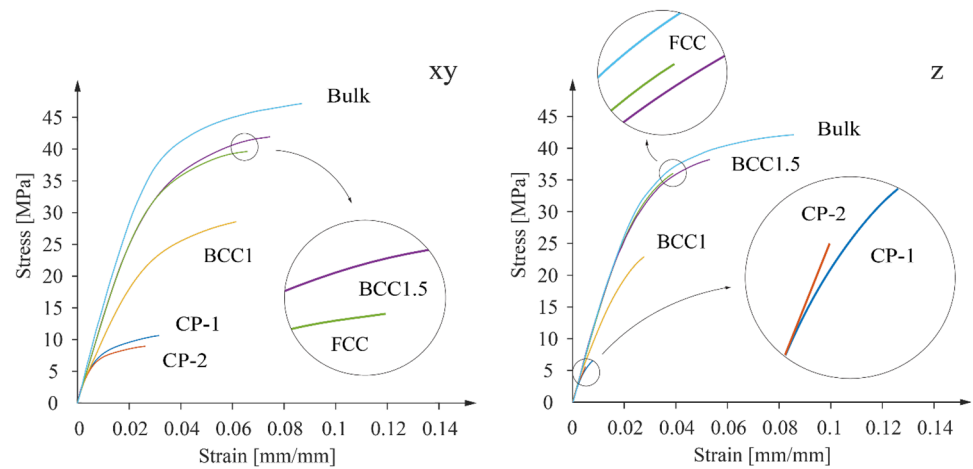 xy
Stress [MPa]
45
40
35
30
25
20
15
10
5
0
Bulk
BCC1
CP-1
CP-2
BCC1.5
FCC
0 0.02 0.04 0.06 0.08 0.1 0.12 0.14
Strain [mm/mm]
z
Stress [MPa]
45
40
35
30
25
20
15
10
5
0
FCC
Bulk
BCC1.5
BCC1
CP-2
CP-1
0 0.02 0.04 0.06 0.08 0.1 0.12 0.14
Strain [mm/mm]